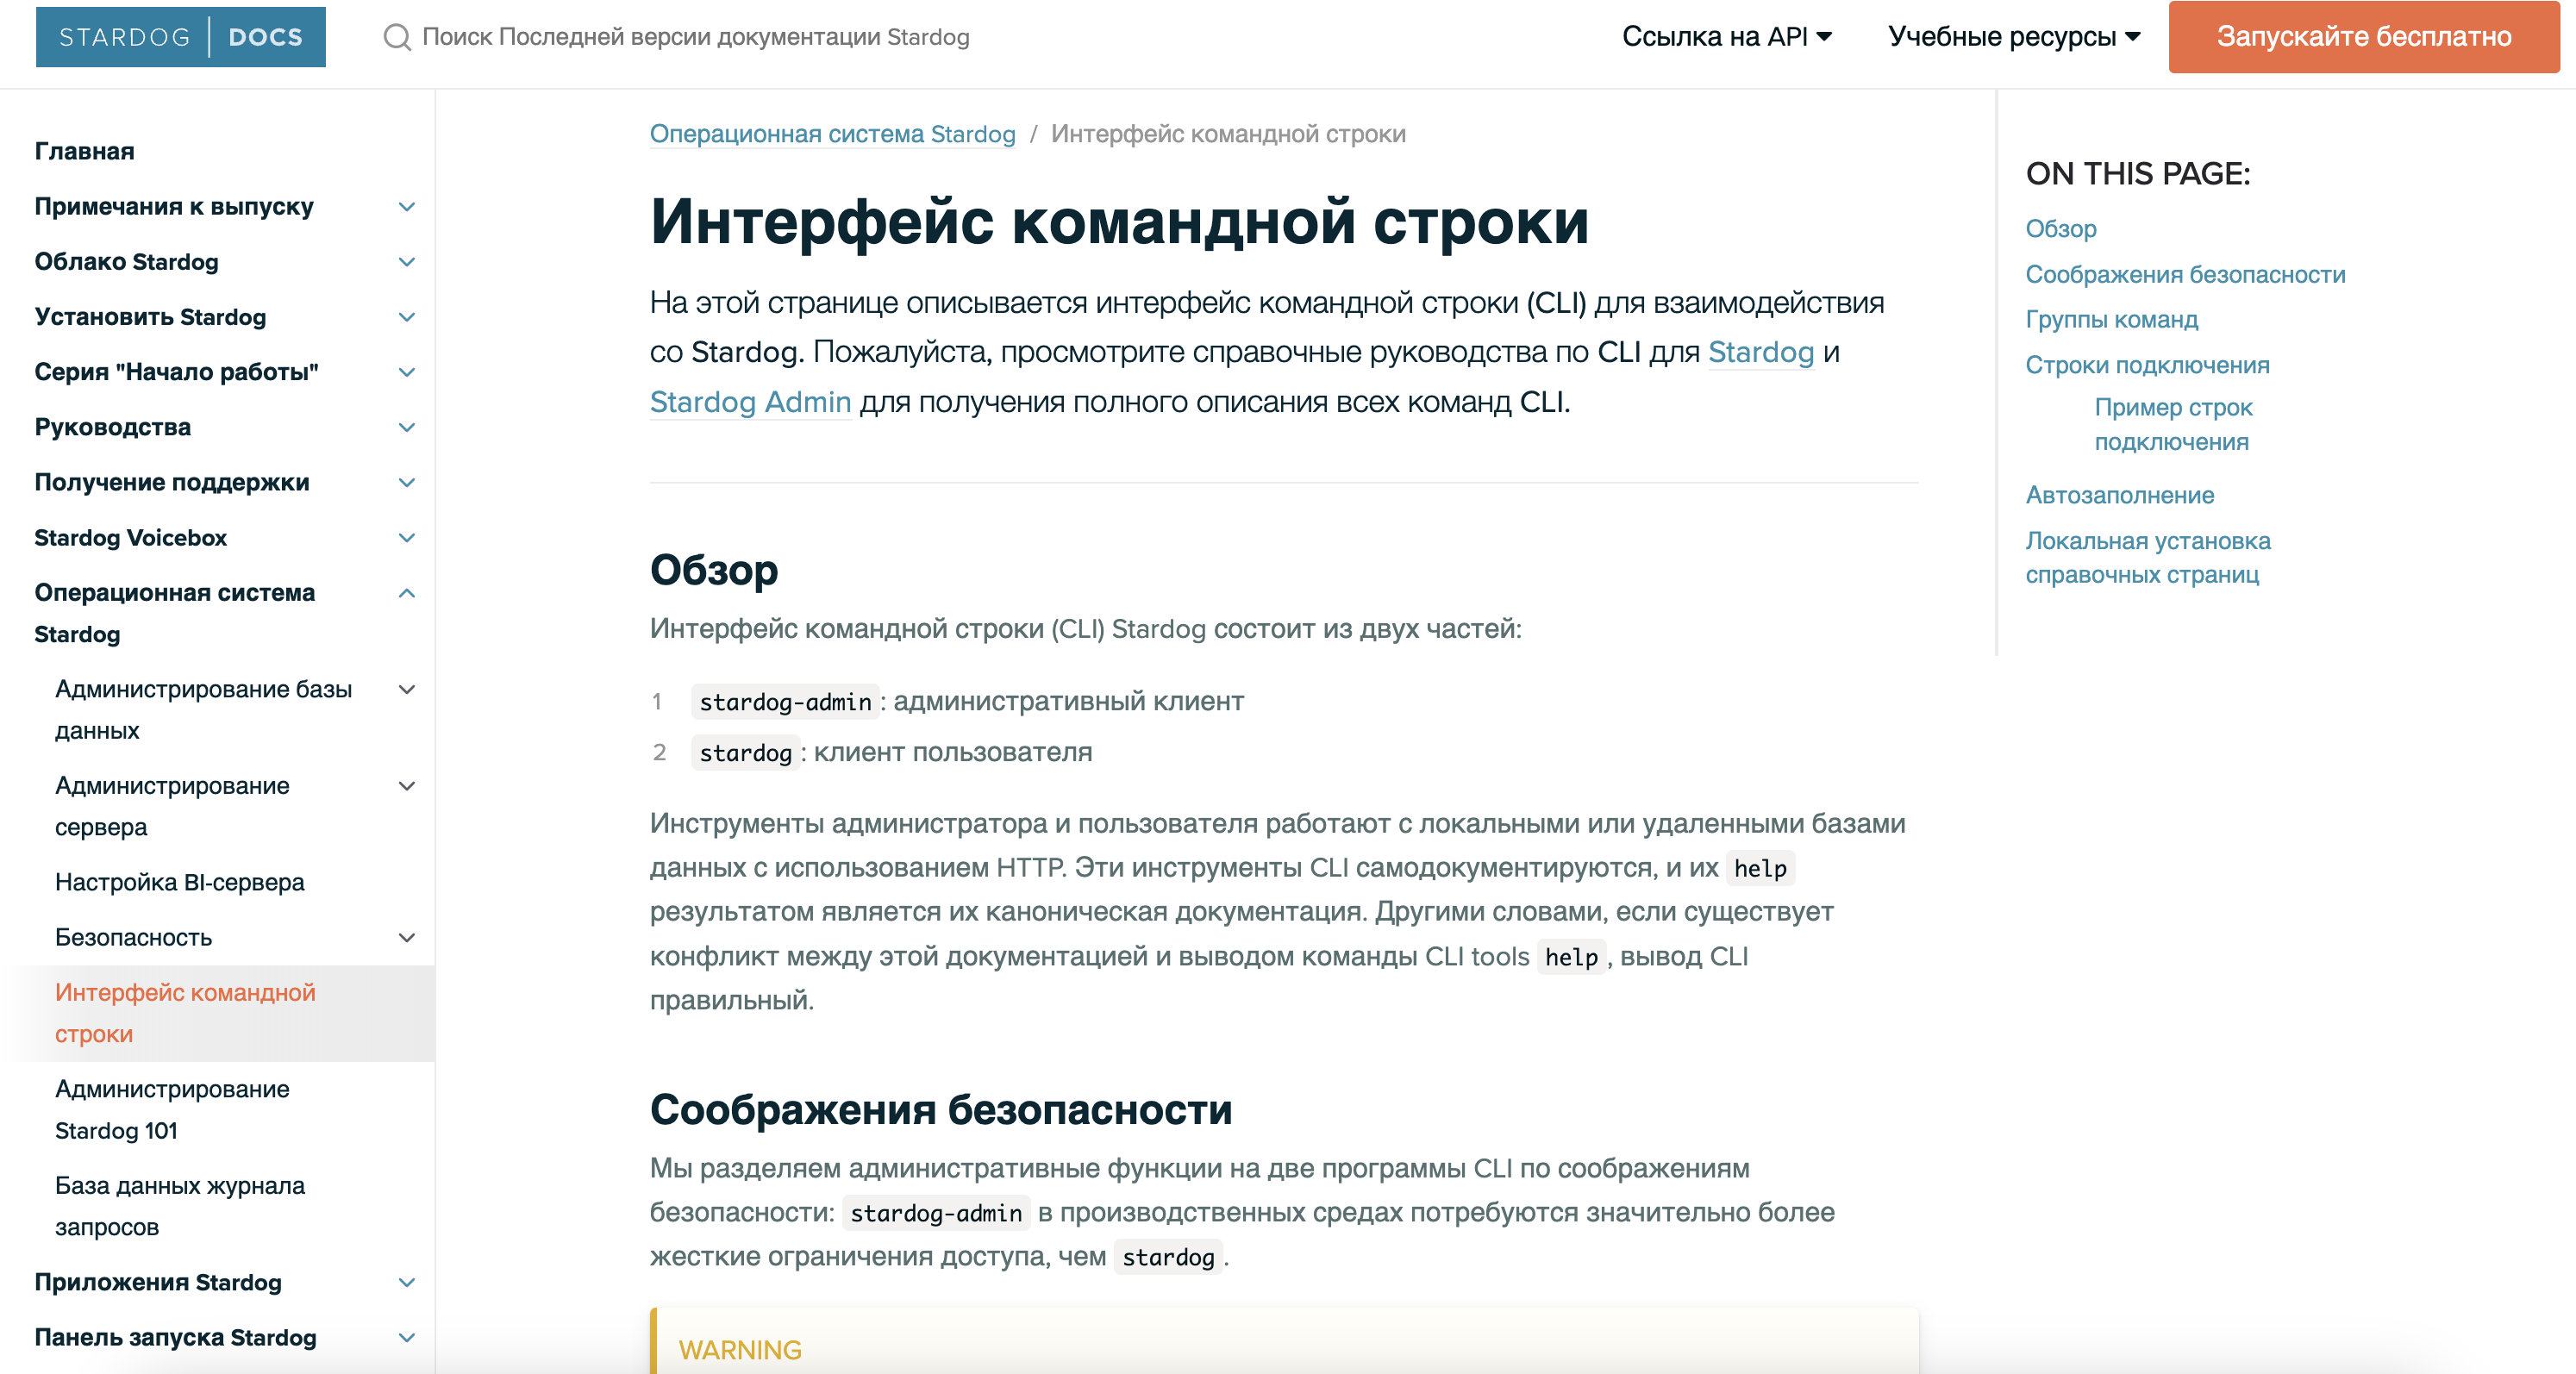 STARDOG | DOCS
Поиск Последней версии документации Stardog
Ссылка на API
Учебные ресурсы
Запускайте бесплатно
Главная
Примечания к выпуску
Облако Stardog
Установить Stardog
Серия "Начало работы"
Руководства
Получение поддержки
Stardog Voicebox
Операционная система
Stardog
Администрирование базы
данных
Администрирование
сервера
Настройка BI-сервера
Безопасность
Интерфейс командной
строки
Администрирование
Stardog 101
База данных журнала
запросов
Приложения Stardog
Панель запуска Stardog
Операционная система Stardog / Интерфейс командной строки
Интерфейс командной строки
На этой странице описывается интерфейс командной строки (CLI) для взаимодействия
со Stardog. Пожалуйста, просмотрите справочные руководства по CLI для Stardog и
Stardog Admin для получения полного описания всех команд CLI.
Обзор
Интерфейс командной строки (CLI) Stardog состоит из двух частей:
1 stardog-admin: административный клиент
2 stardog: клиент пользователя
Инструменты администратора и пользователя работают с локальными или удаленными базами
данных с использованием HTTP. Эти инструменты CLI самодокументируются, и их help
результатом является их каноническая документация. Другими словами, если существует
конфликт между этой документацией и выводом команды CLI tools help, вывод CLI
правильный.
Соображения безопасности
Мы разделяем административные функции на две программы CLI по соображениям
безопасности: stardog-admin в производственных средах потребуются значительно более
жесткие ограничения доступа, чем stardog.
WARNING
ON THIS PAGE:
Обзор
Соображения безопасности
Группы команд
Строки подключения
Пример строк
подключения
Автозаполнение
Локальная установка
справочных страниц